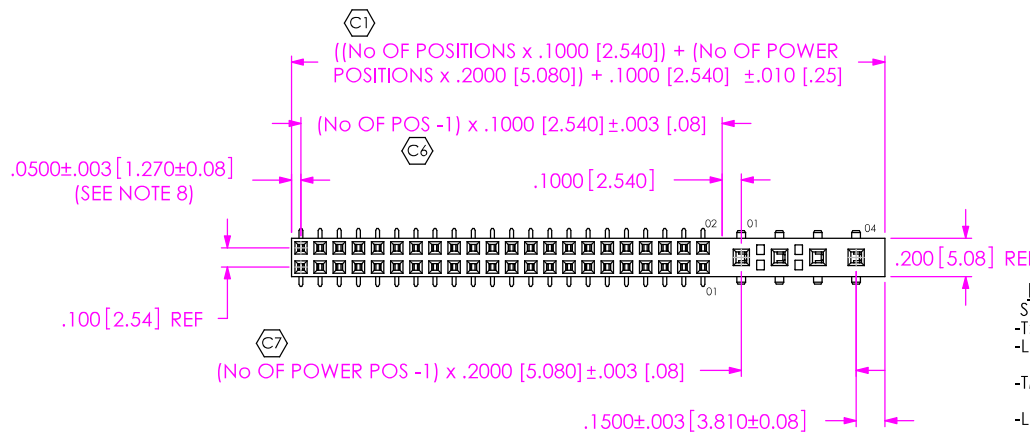 C1
((No OF POSITIONS x .1000 [2.540]) + (No OF POWER
POSITIONS x .2000 [5.080]) + .1000 [2.540] ±.010 [.25]
(No OF POS -1) x .1000 [2.540]±.003 [.08]
C6
.0500±.003[1.270±0.08]
(SEE NOTE 8)
.1000 [2.540]
02
01
04
.200 [5.08]
01
.100 [2.54] REF
C7
(No OF POWER POS -1) x .2000 [5.080]±.003 [.08]
.1500±.003[3.810±0.08]